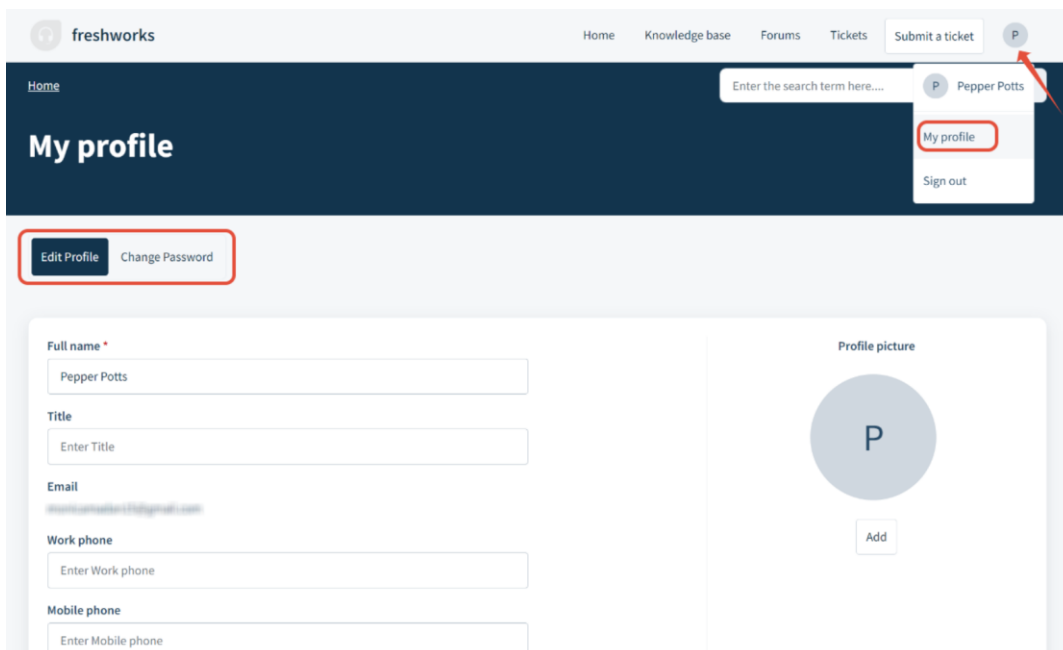 freshworks
Home Knowledge base Forums Tickets Submit a ticket P
Home
Enter the search term here....
P Pepper Potts
My profile
My profile
Sign out
Edit Profile Change Password
Full name *
Pepper Potts
Profile picture
P
Add
Title
Enter Title
Email
Work phone
Enter Work phone
Mobile phone
Enter Mobile phone